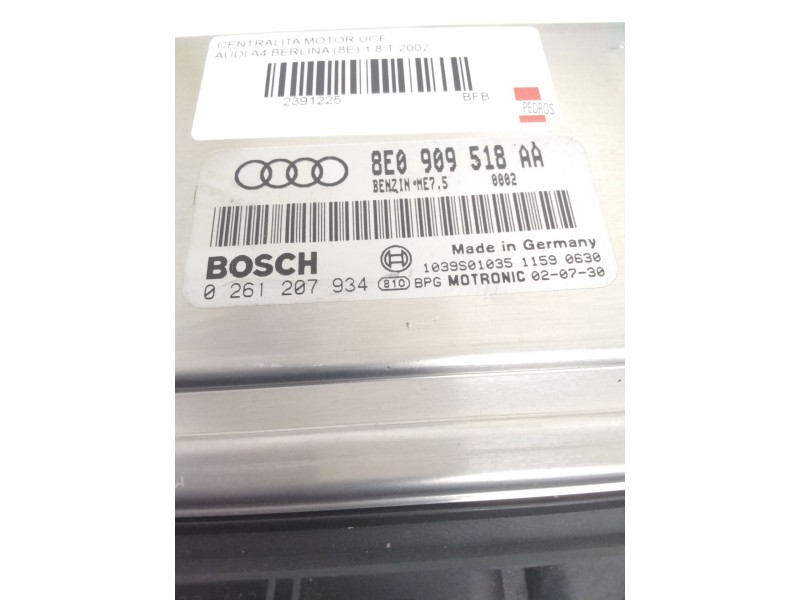 CENTRALITA MOTOR UCE
AUDI A4 BERLINA (8E) 1.8 T 2002
2391225 BFB
PEDROS
8E0 909 518 AA
BENZIN•ME7.5 0002
Made in Germany
BOSCH 1039S01035 1159 0630
0 261 207 934 810 BPG MOTRONIC 02-07-30